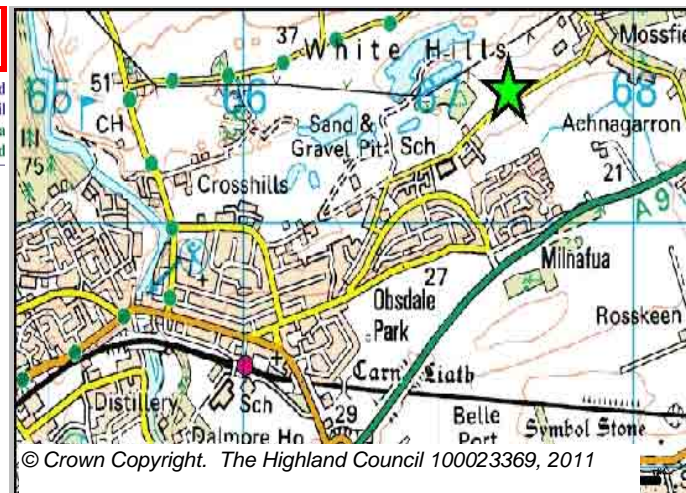 37
White Hills
Mossfie
51
65
66
67
68
CH
Sand &
Gravel Pit
Sch
Achnagarron
75
Crosshills
21
A 9
Milnafua
27
Obsdale
Park
Rosskeen
Carn Liath
Distillery
Sch
29
Belle
Port
Symbol Stone
Dalmore Ho
© Crown Copyright. The Highland Council 100023369, 2011